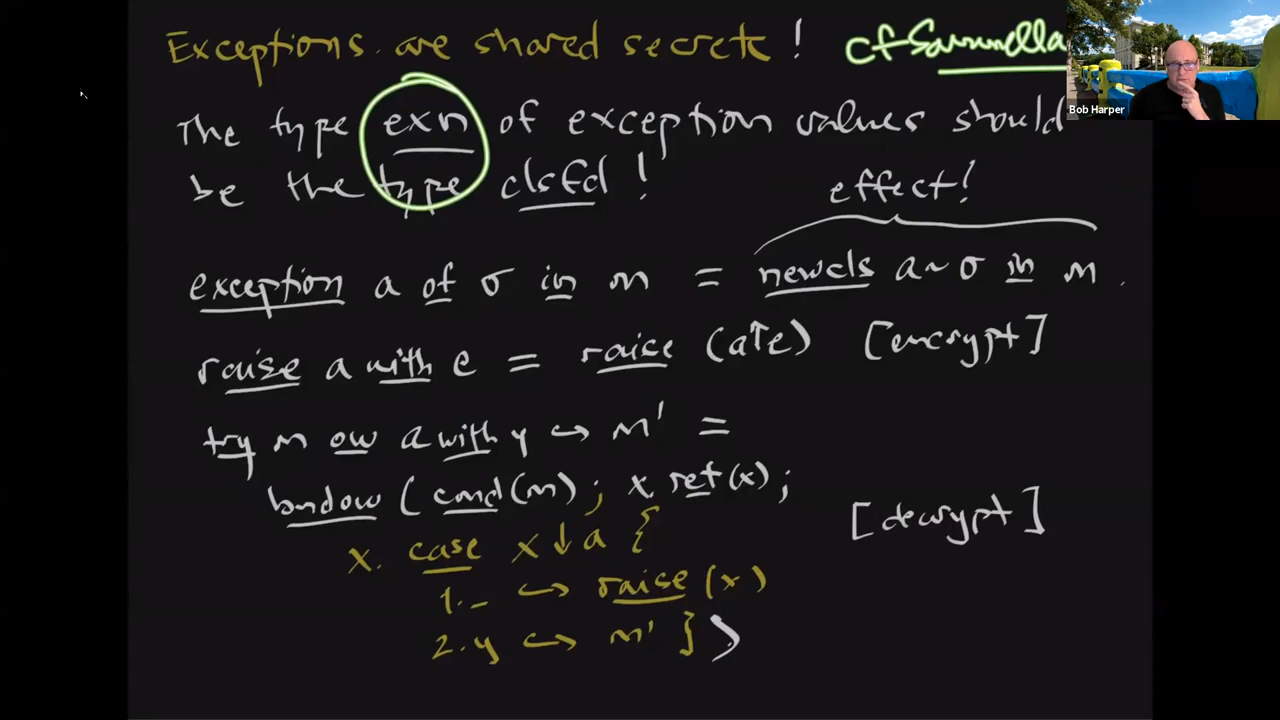 Exceptions are shared secrets! cf
Bob Harper
The type exn of exception values should
be the type clsfd!
effect!
exception a of σ in m = newcls a~σ in m.
raise a with e = raise (a↑e) [encrypt]
try m ow a with y ↪ m' =
bndow (cmd(m); x. ret(x);
[decrypt]
x. case x↓a {
1._ ↪ raise(x)
2.y ↪ m' })